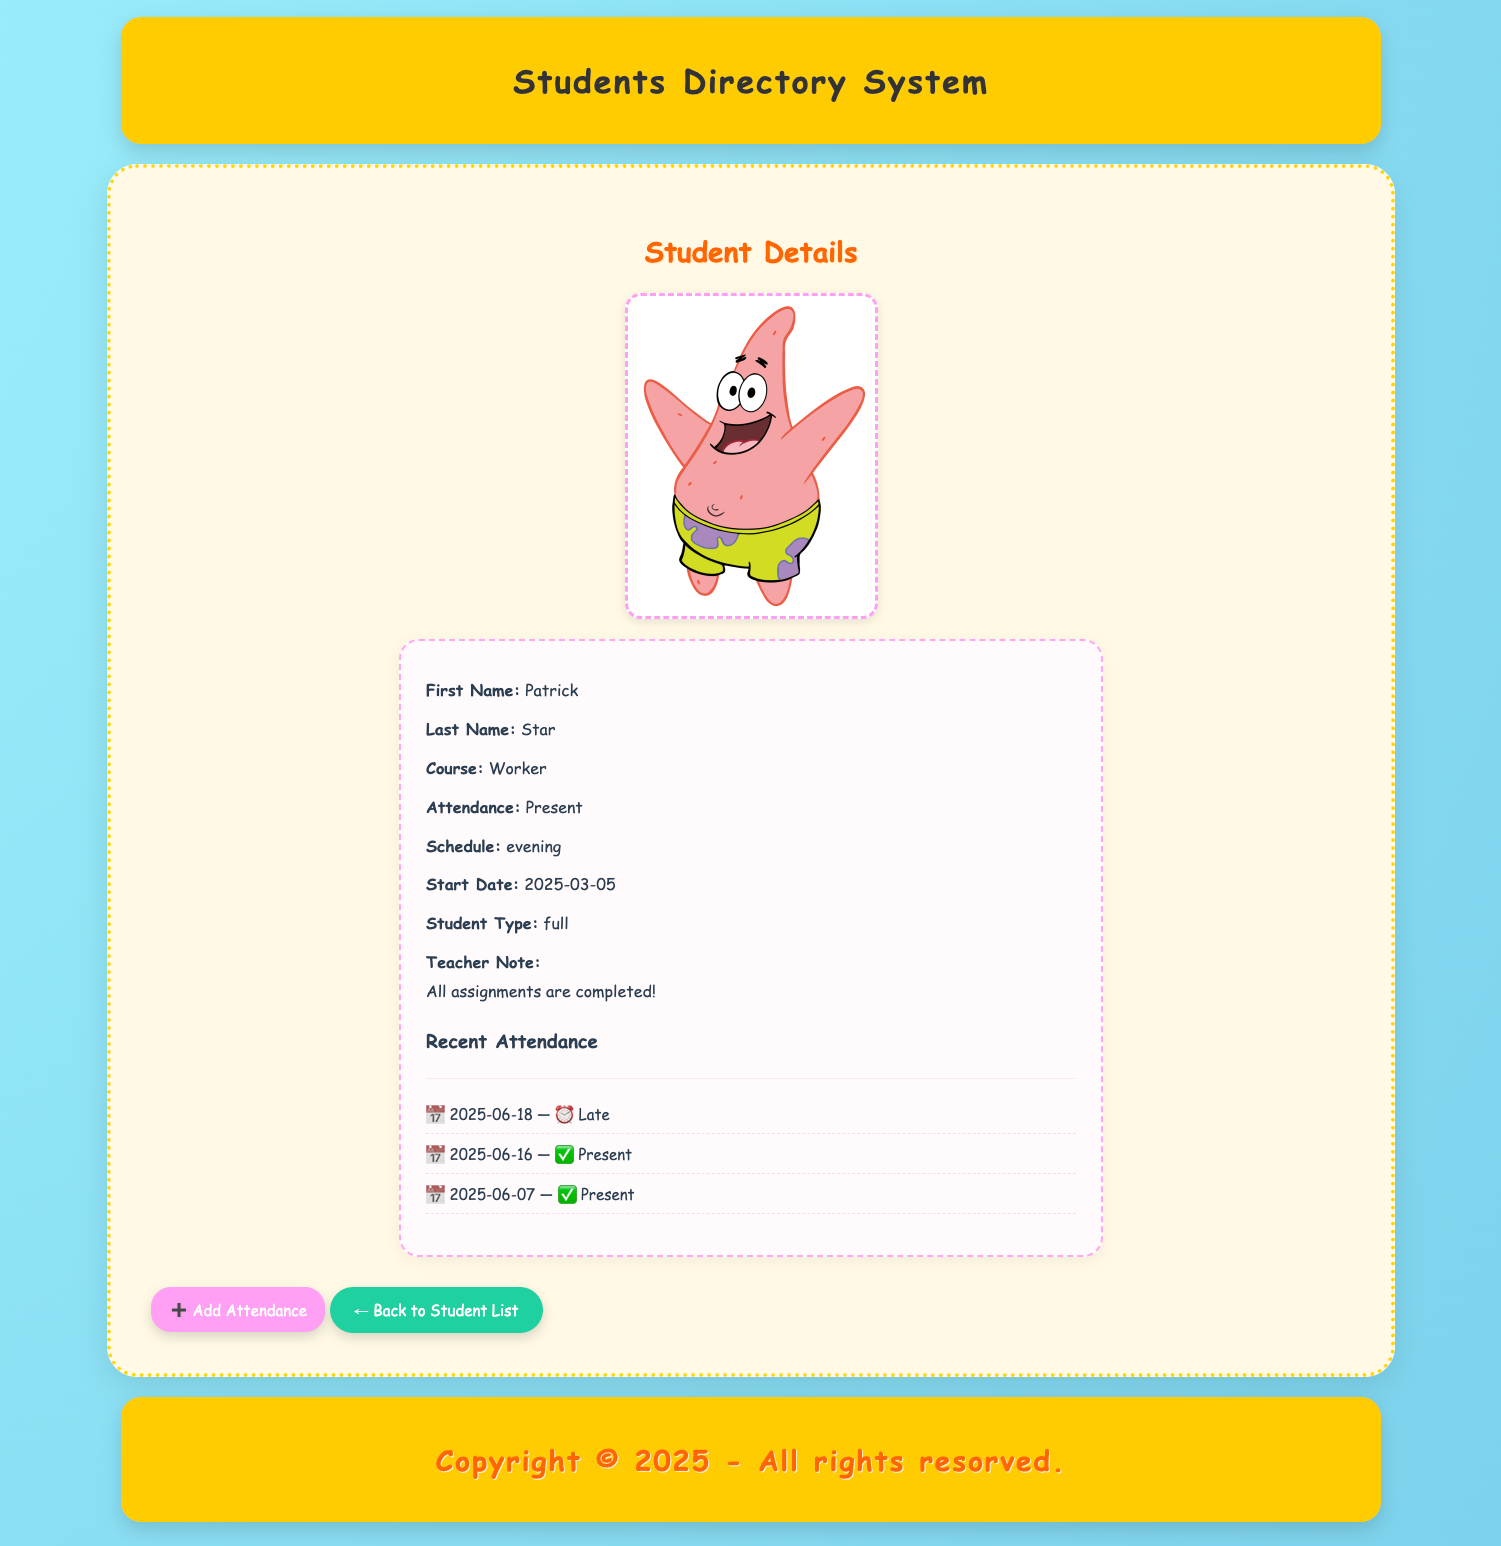 Students Directory System
Student Details
First Name: Patrick
Last Name: Star
Course: Worker
Attendance: Present
Schedule: evening
Start Date: 2025-03-05
Student Type: full
Teacher Note:
All assignments are completed!
Recent Attendance
📅 2025-06-18 — ⏰ Late
📅 2025-06-16 — ✅ Present
📅 2025-06-07 — ✅ Present
➕ Add Attendance
← Back to Student List
Copyright © 2025 - All rights resorved.